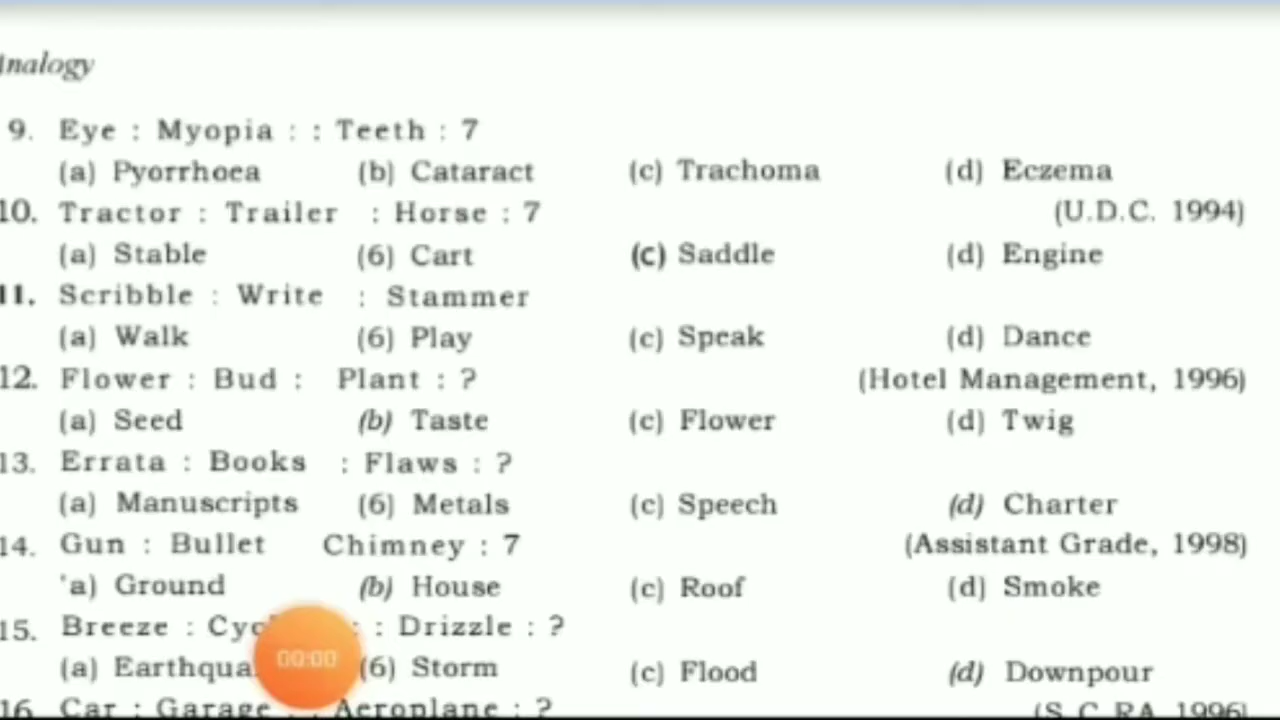 Analogy
9. Eye : Myopia : : Teeth : 7
(a) Pyorrhoea (b) Cataract (c) Trachoma (d) Eczema
10. Tractor : Trailer : Horse : 7 (U.D.C. 1994)
(a) Stable (6) Cart (c) Saddle (d) Engine
11. Scribble : Write : Stammer
(a) Walk (6) Play (c) Speak (d) Dance
12. Flower : Bud : Plant : ? (Hotel Management, 1996)
(a) Seed (b) Taste (c) Flower (d) Twig
13. Errata : Books : Flaws : ?
(a) Manuscripts (6) Metals (c) Speech (d) Charter
14. Gun : Bullet Chimney : 7 (Assistant Grade, 1998)
'a) Ground (b) House (c) Roof (d) Smoke
15. Breeze : : : Drizzle : ?
(a) (6) Storm (c) Flood (d) Downpour
16 Car : Garage : : Aeroplane : ? (S.C.RA. 1996)
00:00